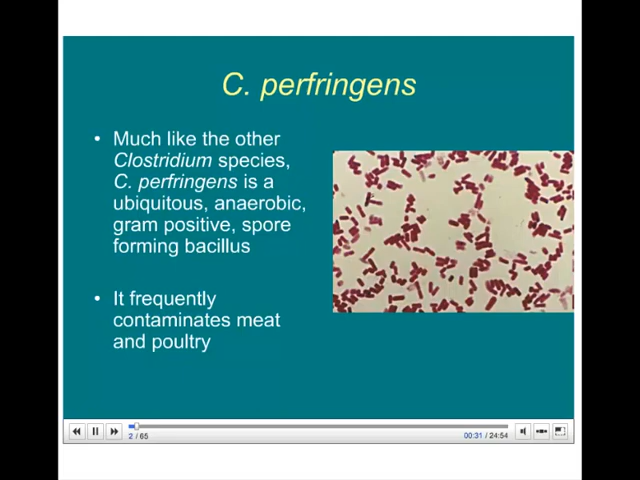 C. perfringens
• Much like the other
Clostridium species,
C. perfringens is a
ubiquitous, anaerobic,
gram positive, spore
forming bacillus
• It frequently
contaminates meat
and poultry
2 / 65
00:31 / 24:54